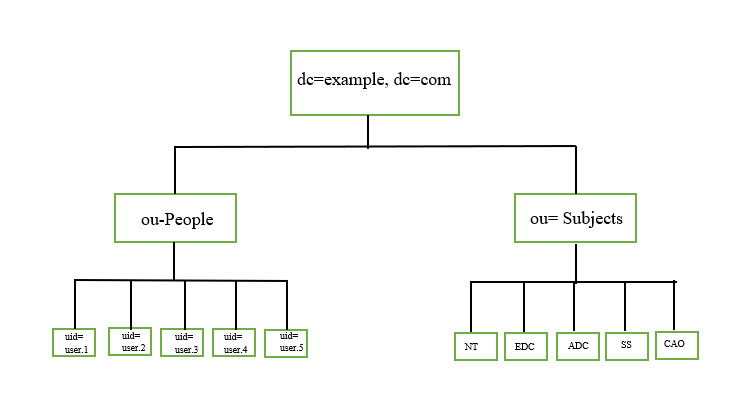 dc=example, dc=com
ou-People
ou= Subjects
uid=
user.1
uid=
user.2
uid=
user.3
uid=
user.4
uid=
user.5
NT
EDC
ADC
SS
CAO